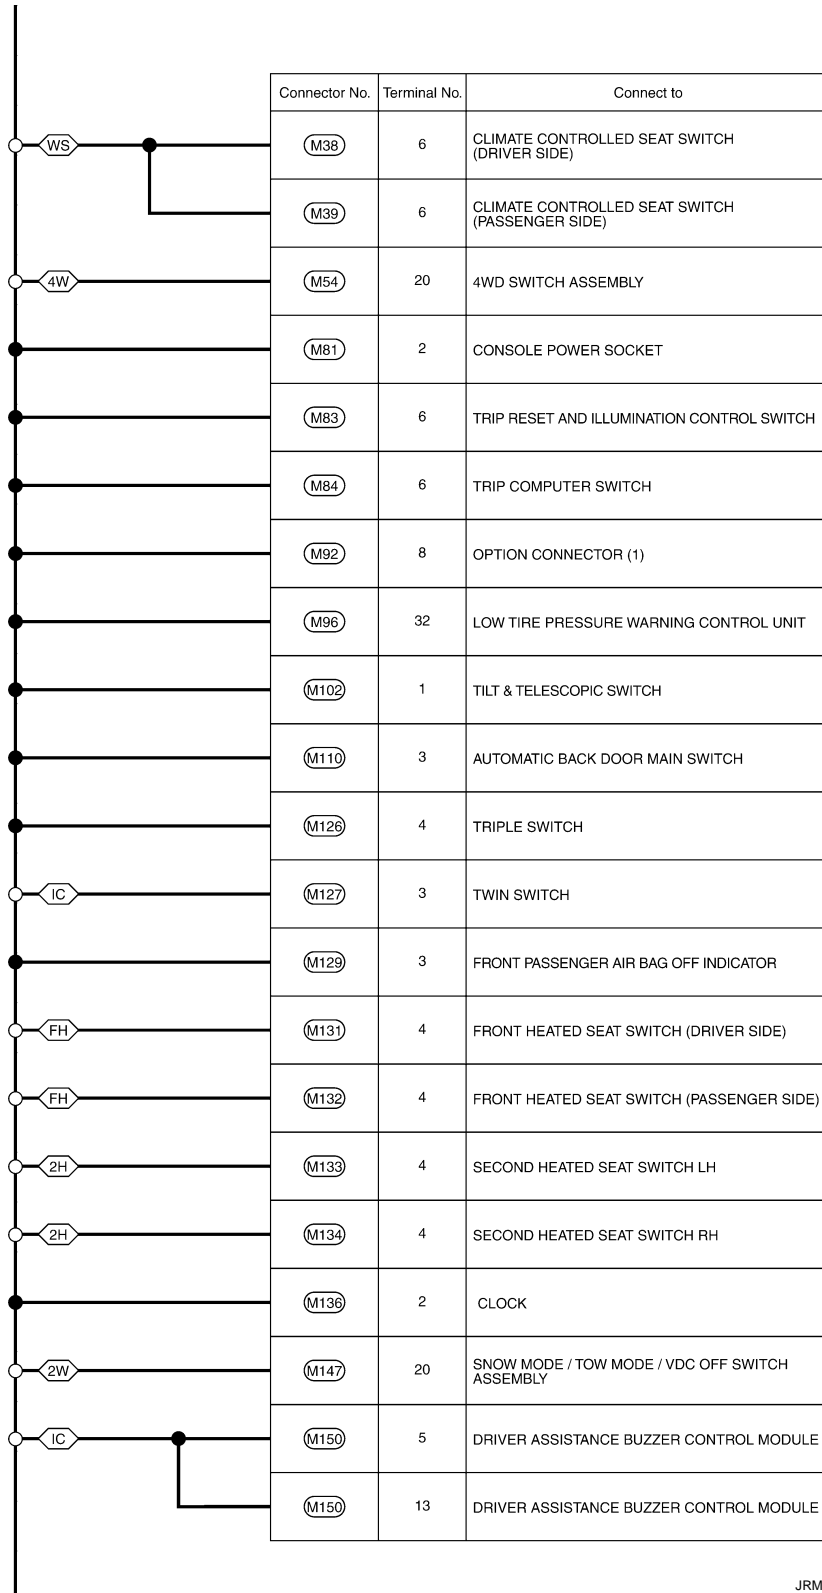 Connector No. Terminal No. Connect to
WS M38 6 CLIMATE CONTROLLED SEAT SWITCH
(DRIVER SIDE)
M39 6 CLIMATE CONTROLLED SEAT SWITCH
(PASSENGER SIDE)
4W M54 20 4WD SWITCH ASSEMBLY
M81 2 CONSOLE POWER SOCKET
M83 6 TRIP RESET AND ILLUMINATION CONTROL SWITCH
M84 6 TRIP COMPUTER SWITCH
M92 8 OPTION CONNECTOR (1)
M96 32 LOW TIRE PRESSURE WARNING CONTROL UNIT
M102 1 TILT & TELESCOPIC SWITCH
M110 3 AUTOMATIC BACK DOOR MAIN SWITCH
M126 4 TRIPLE SWITCH
IC M127 3 TWIN SWITCH
M129 3 FRONT PASSENGER AIR BAG OFF INDICATOR
FH M131 4 FRONT HEATED SEAT SWITCH (DRIVER SIDE)
FH M132 4 FRONT HEATED SEAT SWITCH (PASSENGER SIDE)
2H M133 4 SECOND HEATED SEAT SWITCH LH
2H M134 4 SECOND HEATED SEAT SWITCH RH
M136 2 CLOCK
2W M147 20 SNOW MODE / TOW MODE / VDC OFF SWITCH
ASSEMBLY
IC M150 5 DRIVER ASSISTANCE BUZZER CONTROL MODULE
M150 13 DRIVER ASSISTANCE BUZZER CONTROL MODULE
JRM